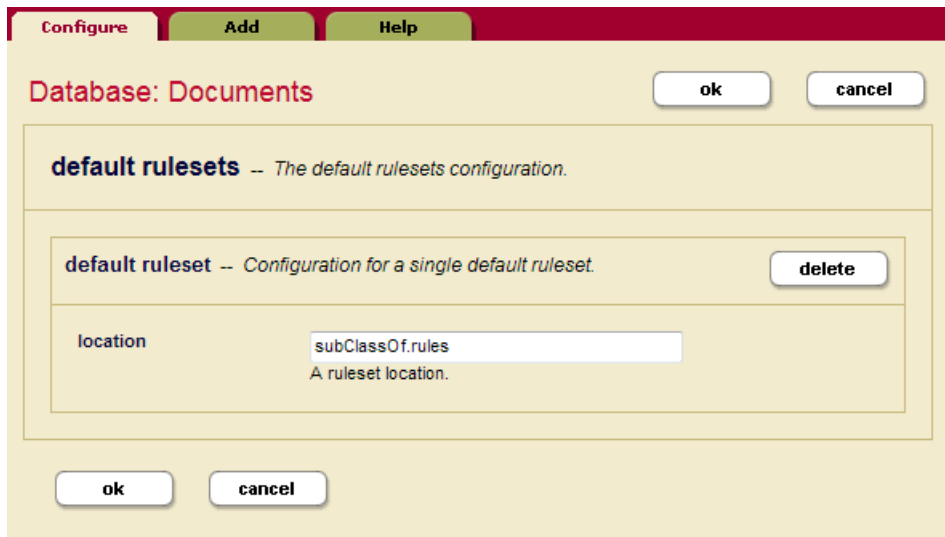 Configure Add Help
Database: Documents ok cancel
default rulesets -- The default rulesets configuration.
default ruleset -- Configuration for a single default ruleset. delete
location subClassOf.rules
A ruleset location.
ok cancel